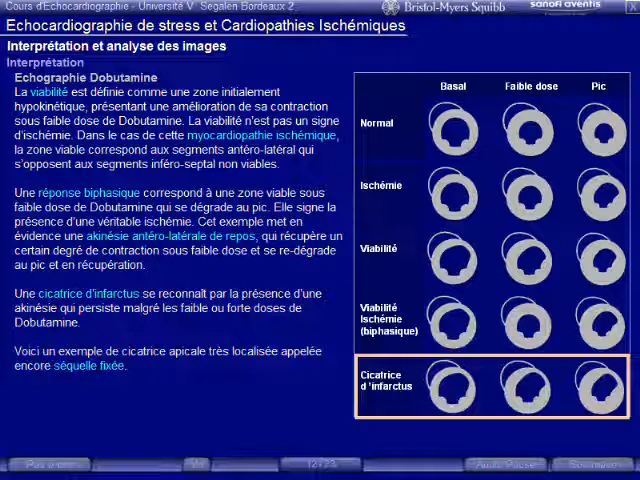 Cours d'Echocardiographie - Université V. Segalen Bordeaux 2
Bristol-Myers Squibb
sanofi aventis
Echocardiographie de stress et Cardiopathies Ischémiques
Interprétation et analyse des images
Interprétation
Echographie Dobutamine
La viabilité est définie comme une zone initialement
hypokinétique, présentant une amélioration de sa contraction
sous faible dose de Dobutamine. La viabilité n'est pas un signe
d'ischémie. Dans le cas de cette myocardiopathie ischémique,
la zone viable correspond aux segments antéro-latéral qui
s'opposent aux segments inféro-septal non viables.
Une réponse biphasique correspond à une zone viable sous
faible dose de Dobutamine qui se dégrade au pic. Elle signe la
présence d'une véritable ischémie. Cet exemple met en
évidence une akinésie antéro-latérale de repos, qui récupère un
certain degré de contraction sous faible dose et se re-dégrade
au pic et en récupération.
Une cicatrice d'infarctus se reconnaît par la présence d'une
akinésie qui persiste malgré les faible ou forte doses de
Dobutamine.
Voici un exemple de cicatrice apicale très localisée appelée
encore séquelle fixée.
Basal Faible dose Pic
Normal
Ischémie
Viabilité
Viabilité
Ischémie
(biphasique)
Cicatrice
d 'infarctus